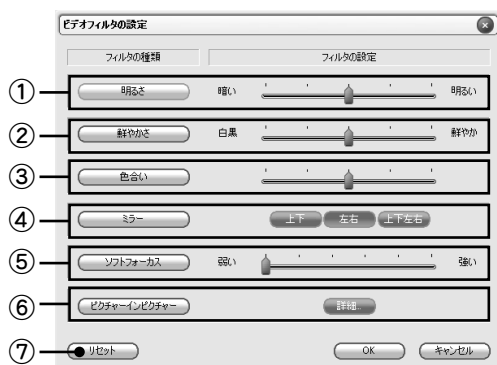 ビデオフィルタの設定
フィルタの種類 フィルタの設定
① 明るさ 暗い 明るい
② 鮮やかさ 白黒 鮮やか
③ 色合い
④ ミラー 上下 左右 上下左右
⑤ ソフトフォーカス 弱い 強い
⑥ ピクチャーインピクチャー 詳細...
⑦ リセット OK キャンセル